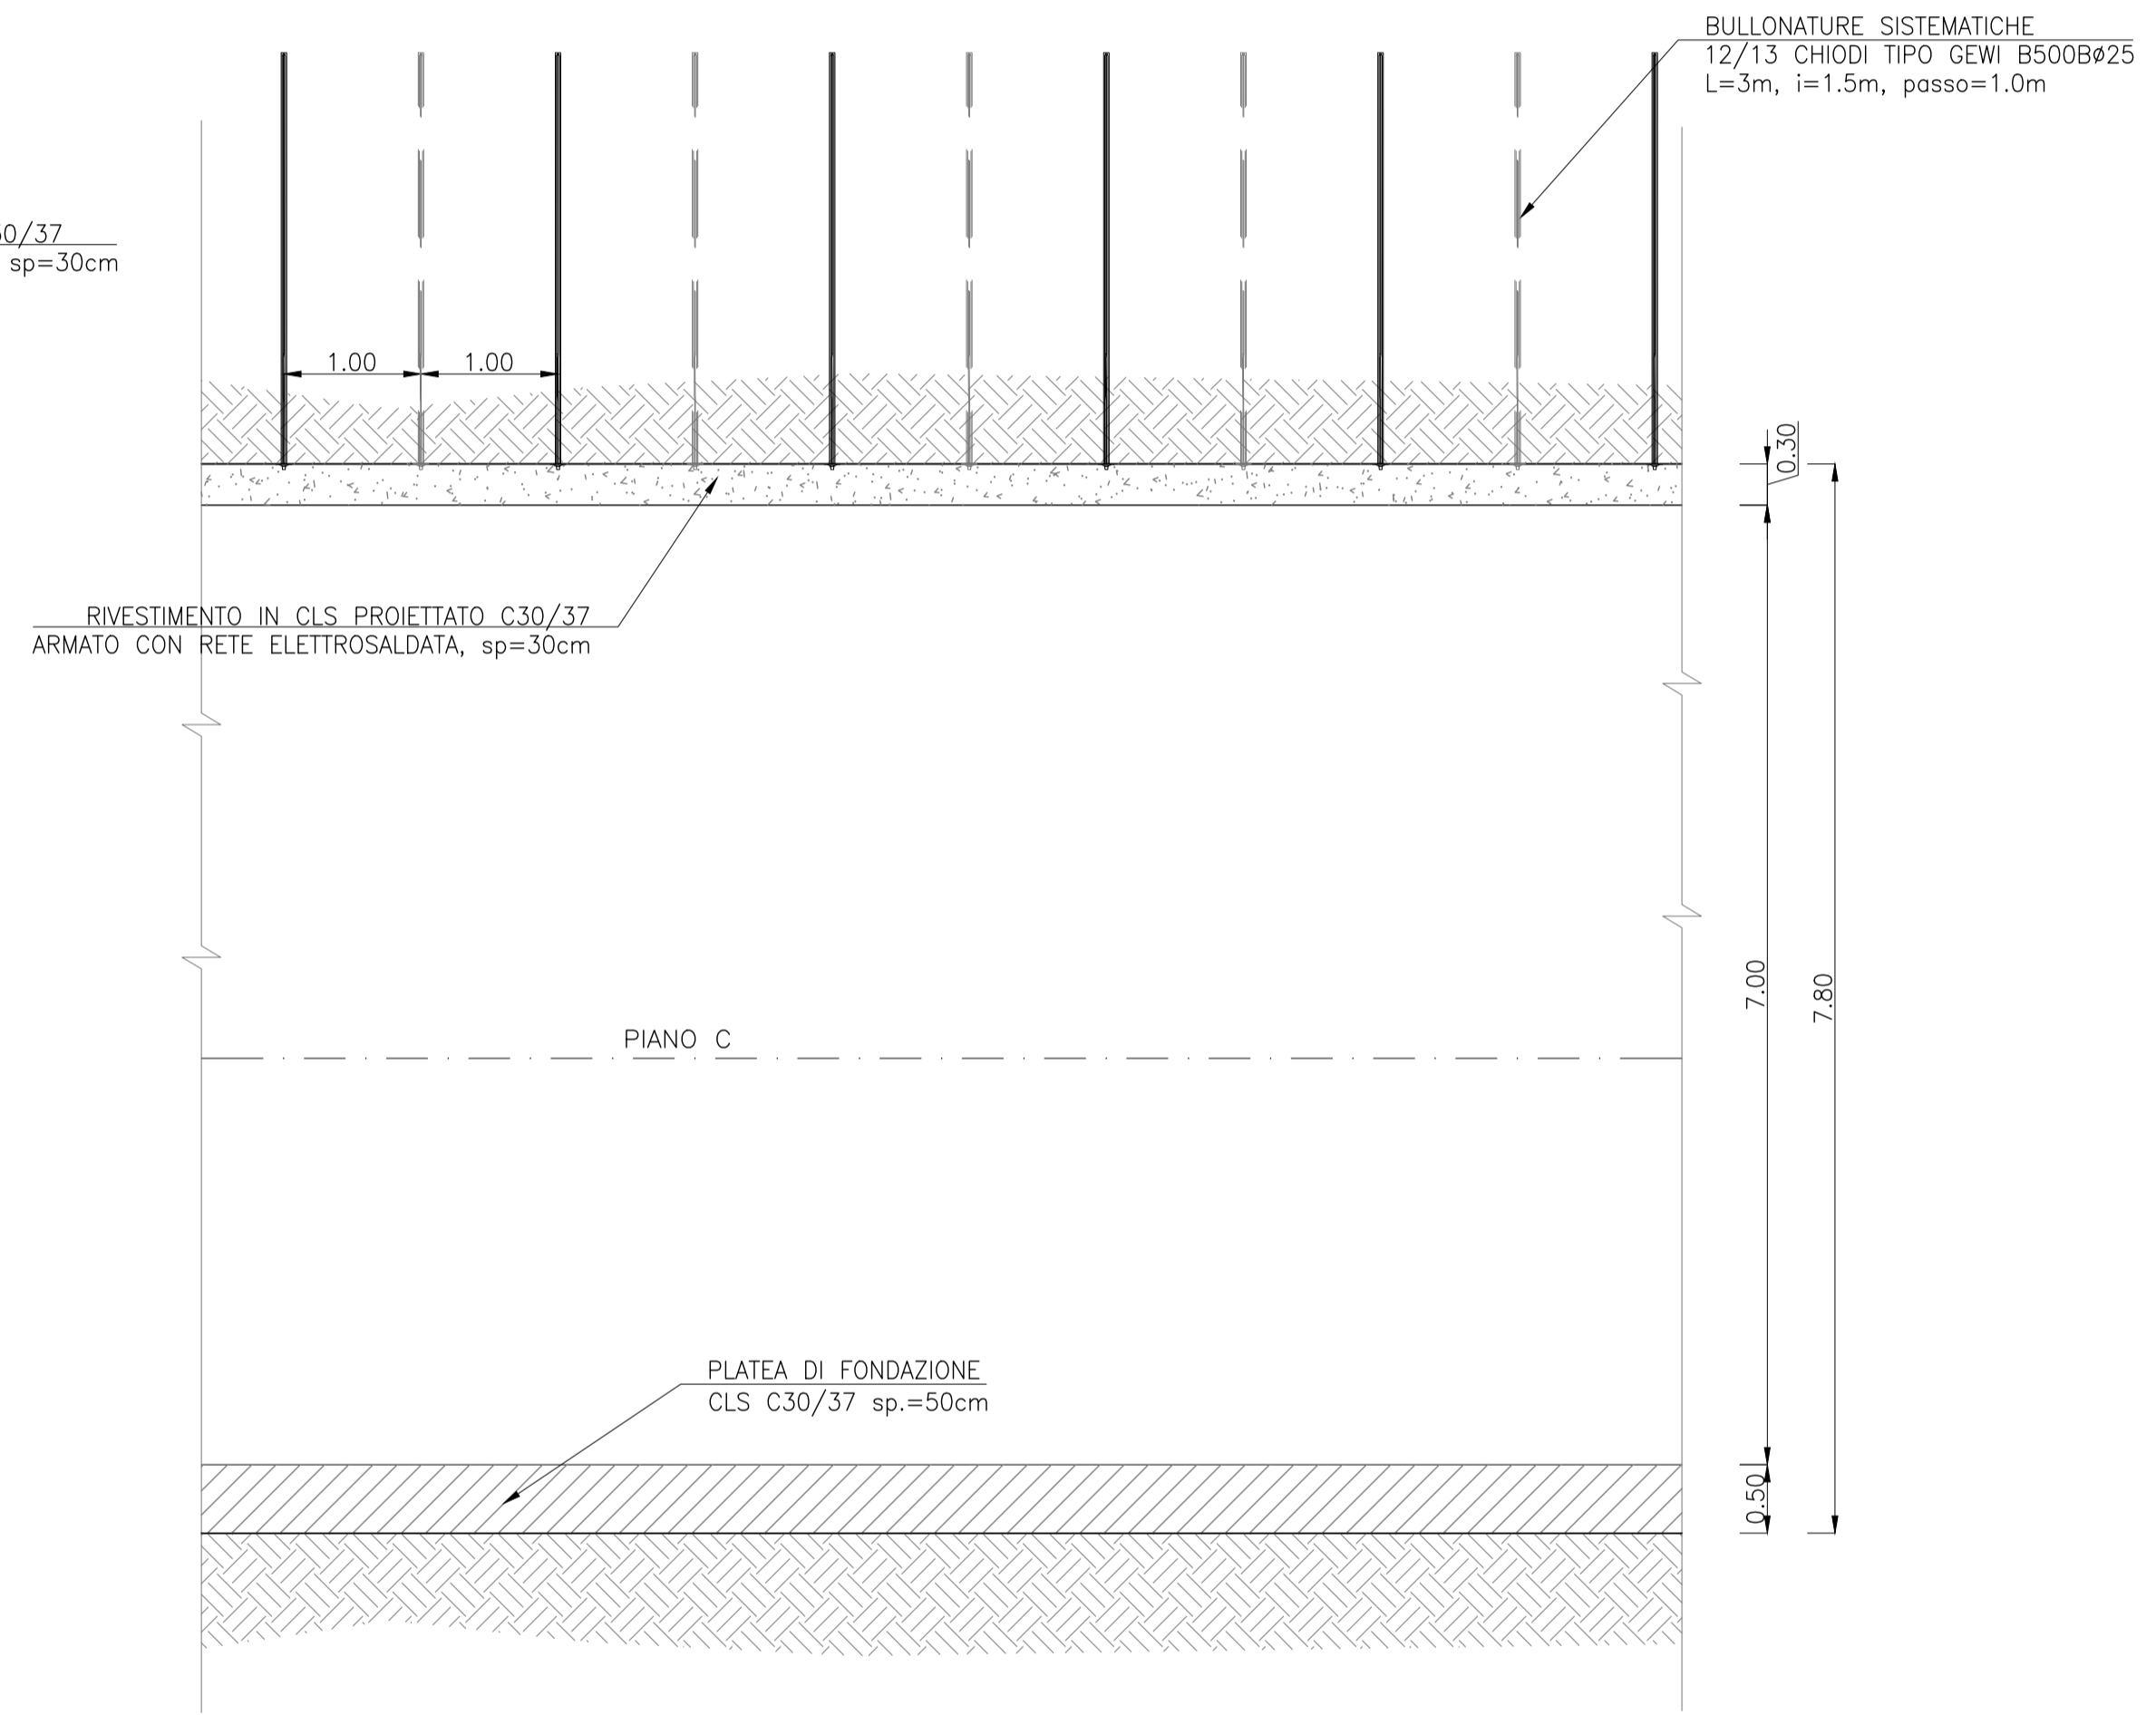 BULLONATURE SISTEMATICHE
12/13 CHIODI TIPO GEWI B500BØ25
L=3m, i=1.5m, passo=1.0m
0/37
sp=30cm
1.00
1.00
0.30
RIVESTIMENTO IN CLS PROIETTATO C30/37
ARMATO CON RETE ELETTROSALDATA, sp=30cm
7.00
7.80
PIANO C
PLATEA DI FONDAZIONE
CLS C30/37 sp.=50cm
0.50